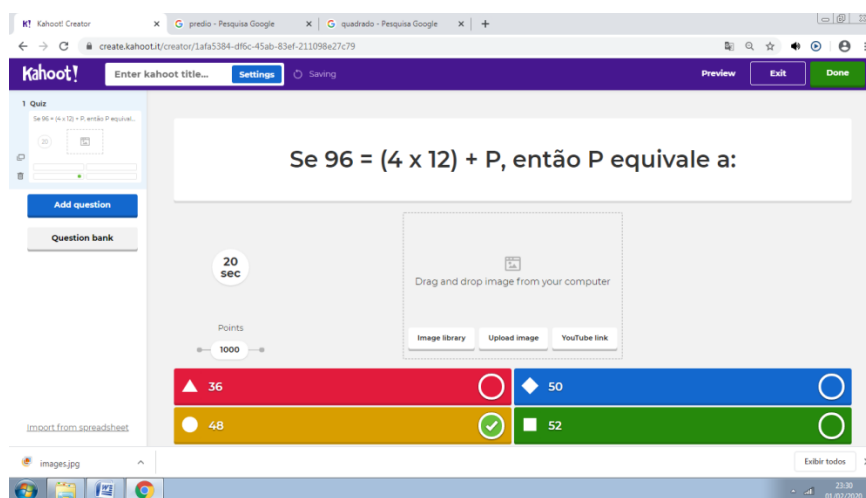 K! Kahoot! Creator
G predio - Pesquisa Google
G quadrado - Pesquisa Google
create.kahoot.it/creator/1afa5384-df6c-45ab-83ef-211098e27c79
Kahoot!
Enter kahoot title...
Settings
Saving
Preview
Exit
Done
1 Quiz
Se 96 = (4 x 12) + P, então P equival...
20
Add question
Question bank
Import from spreadsheet
Se 96 = (4 x 12) + P, então P equivale a:
20
sec
Points
1000
Drag and drop image from your computer
Image library
Upload image
YouTube link
36
50
48
52
images.jpg
Exibir todos
23:30
01/02/2020